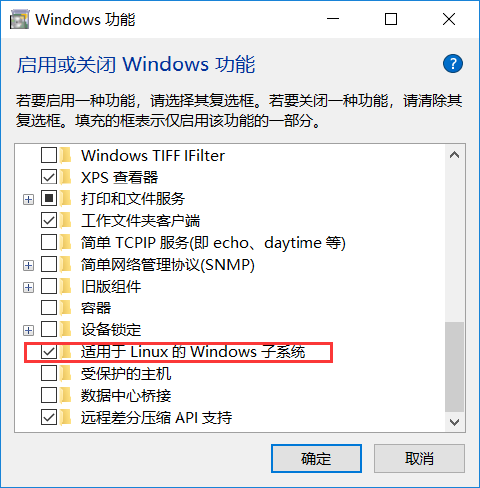 Windows 功能
启用或关闭 Windows 功能
?
若要启用一种功能，请选择其复选框。若要关闭一种功能，请清除其
复选框。填充的框表示仅启用该功能的一部分。
Windows TIFF IFilter
XPS 查看器
打印和文件服务
工作文件夹客户端
简单 TCPIP 服务(即 echo、daytime 等)
简单网络管理协议(SNMP)
旧版组件
容器
设备锁定
适用于 Linux 的 Windows 子系统
受保护的主机
数据中心桥接
远程差分压缩 API 支持
确定 取消